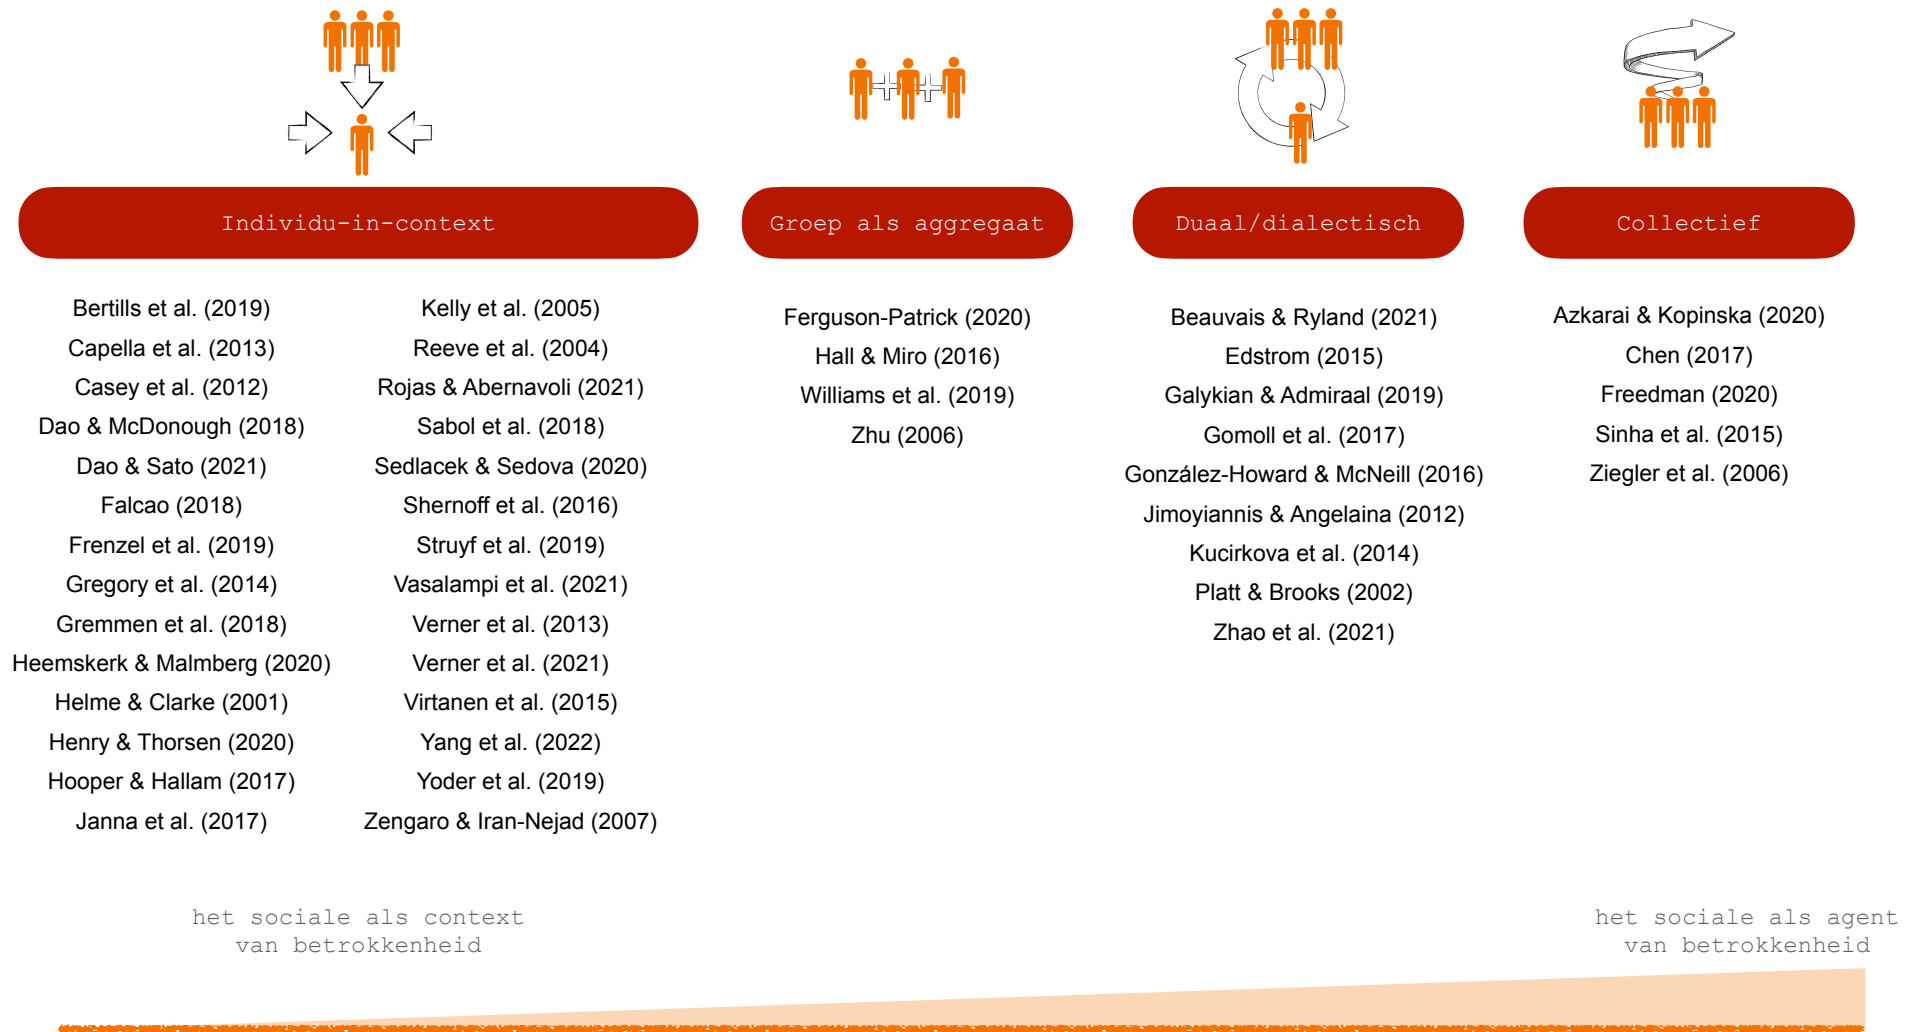 Individu-in-context
Bertills et al. (2019)
Capella et al. (2013)
Casey et al. (2012)
Dao & McDonough (2018)
Dao & Sato (2021)
Falcao (2018)
Frenzel et al. (2019)
Gregory et al. (2014)
Gremmen et al. (2018)
Heemskerk & Malmberg (2020)
Helme & Clarke (2001)
Henry & Thorsen (2020)
Hooper & Hallam (2017)
Janna et al. (2017)
Kelly et al. (2005)
Reeve et al. (2004)
Rojas & Abernavoli (2021)
Sabol et al. (2018)
Sedlacek & Sedova (2020)
Shernoff et al. (2016)
Struyf et al. (2019)
Vasalampi et al. (2021)
Verner et al. (2013)
Verner et al. (2021)
Virtanen et al. (2015)
Yang et al. (2022)
Yoder et al. (2019)
Zengaro & Iran-Nejad (2007)
Groep als aggregaat
Ferguson-Patrick (2020)
Hall & Miro (2016)
Williams et al. (2019)
Zhu (2006)
Duaal/dialectisch
Beauvais & Ryland (2021)
Edstrom (2015)
Galykian & Admiraal (2019)
Gomoll et al. (2017)
González-Howard & McNeill (2016)
Jimoyiannis & Angelaina (2012)
Kucirkova et al. (2014)
Platt & Brooks (2002)
Zhao et al. (2021)
Collectief
Azkarai & Kopinska (2020)
Chen (2017)
Freedman (2020)
Sinha et al. (2015)
Ziegler et al. (2006)
het sociale als context
van betrokkenheid
het sociale als agent
van betrokkenheid